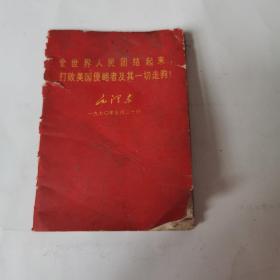 全世界人民团结起来，
打败美国侵略者及其一切走狗！
毛泽东
一九七〇年五月二十日